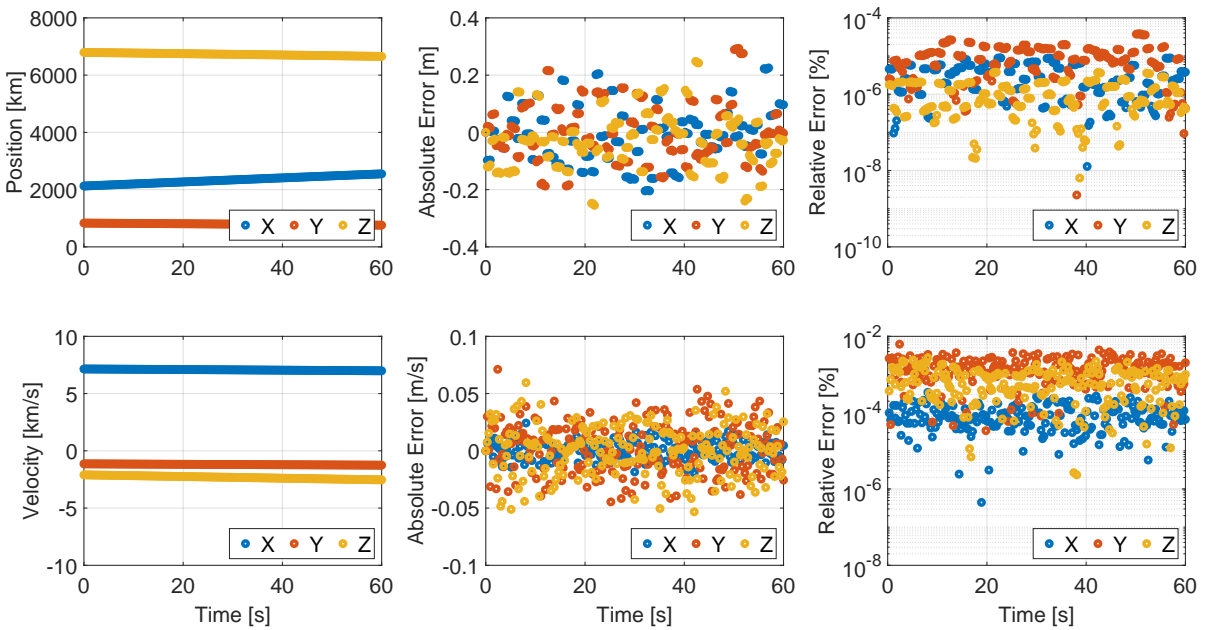 Position [km]
8000
6000
4000
2000
0
0 20 40 60
X Y Z
Absolute Error [m]
0.4
0.2
0
-0.2
-0.4
0 20 40 60
X Y Z
Relative Error [%]
10^-4
10^-6
10^-8
10^-10
0 20 40 60
X Y Z
Velocity [km/s]
10
5
0
-5
-10
0 20 40 60
Time [s]
X Y Z
Absolute Error [m/s]
0.1
0.05
0
-0.05
-0.1
0 20 40 60
Time [s]
X Y Z
Relative Error [%]
10^-2
10^-4
10^-6
10^-8
0 20 40 60
Time [s]
X Y Z